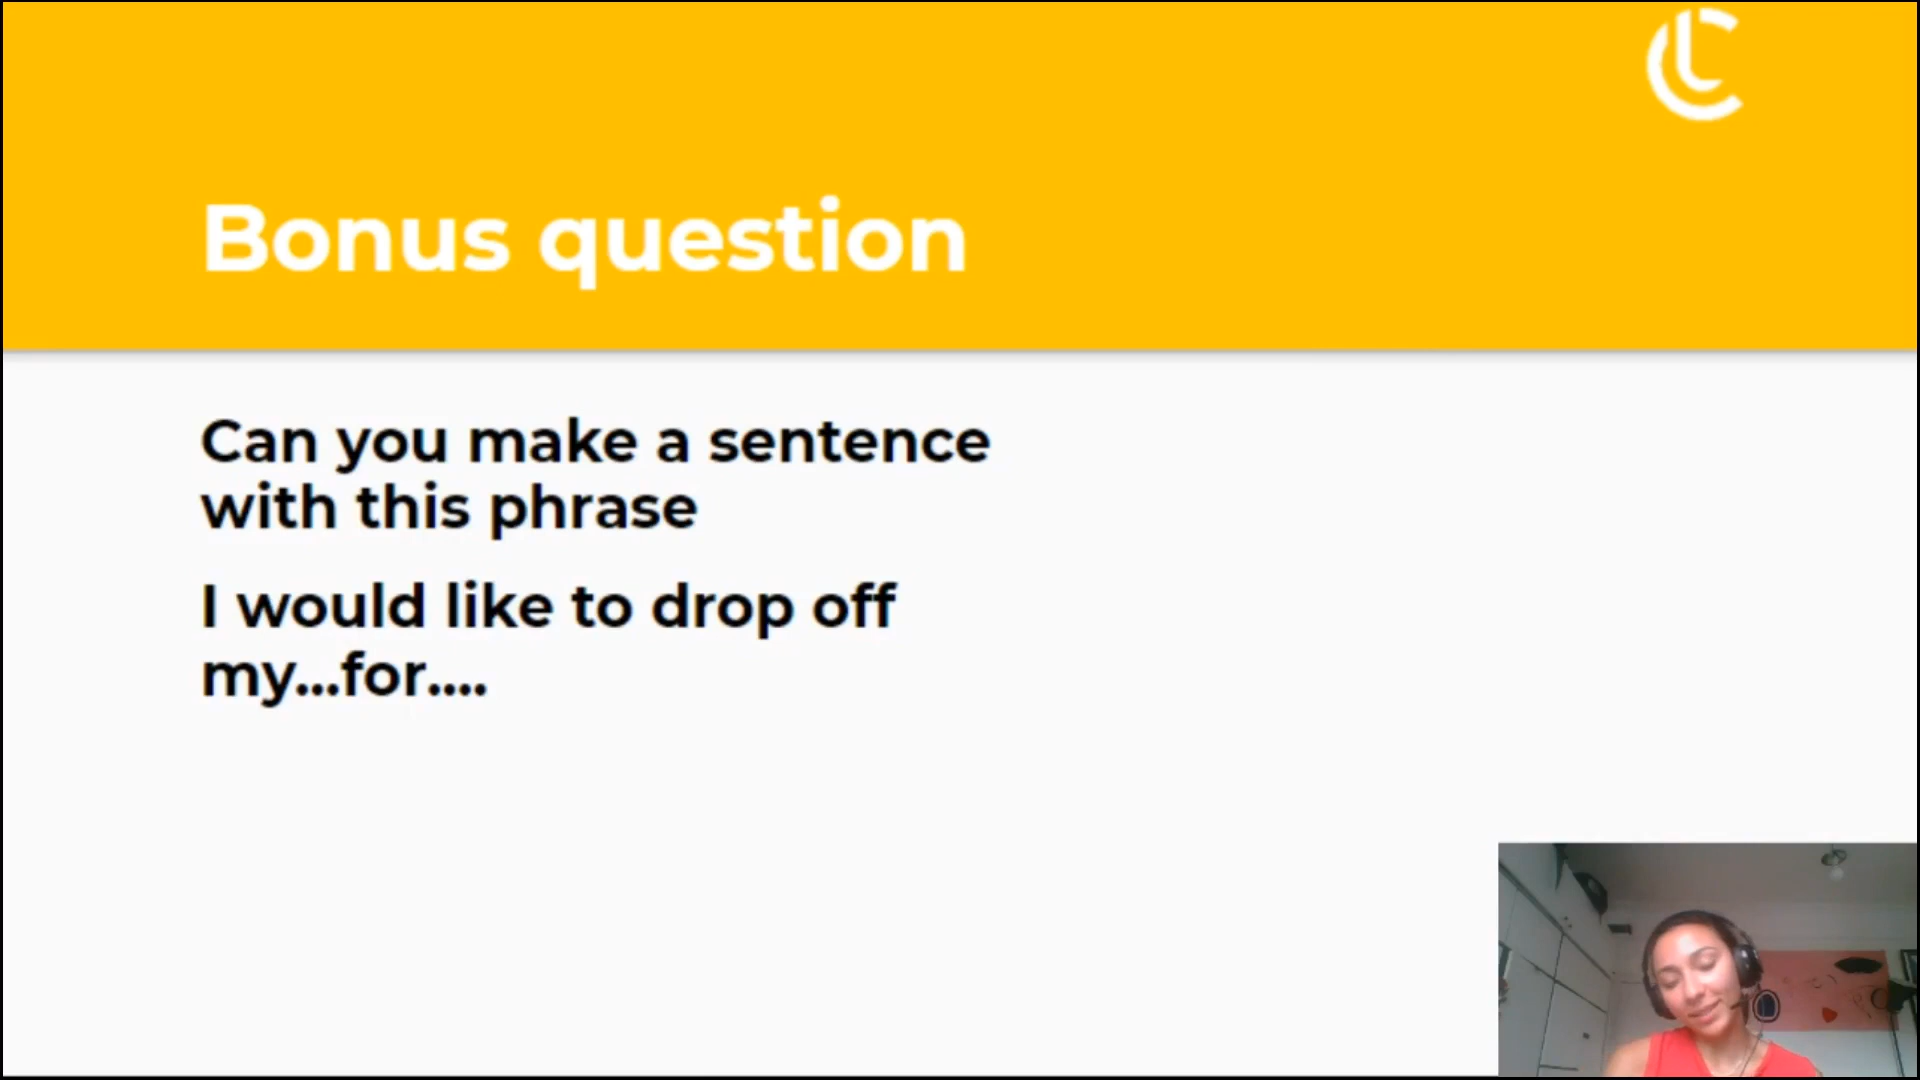 Bonus question
Can you make a sentence
with this phrase
I would like to drop off
my...for....